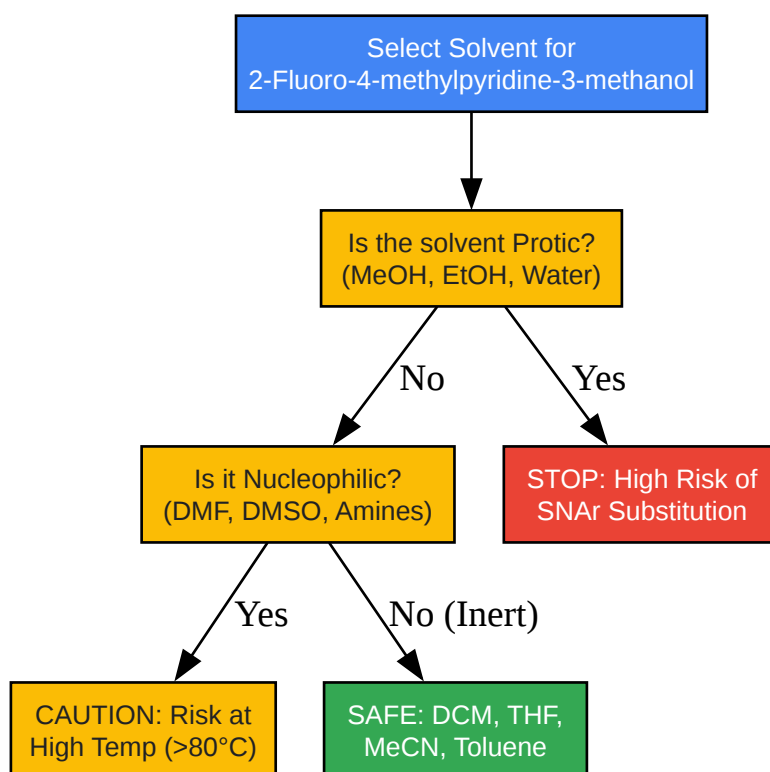 Select Solvent for
2-Fluoro-4-methylpyridine-3-methanol
Is the solvent Protic?
(MeOH, EtOH, Water)
No
Yes
Is it Nucleophilic?
(DMF, DMSO, Amines)
STOP: High Risk of
SNAr Substitution
Yes
No (Inert)
CAUTION: Risk at
High Temp (>80°C)
SAFE: DCM, THF,
MeCN, Toluene